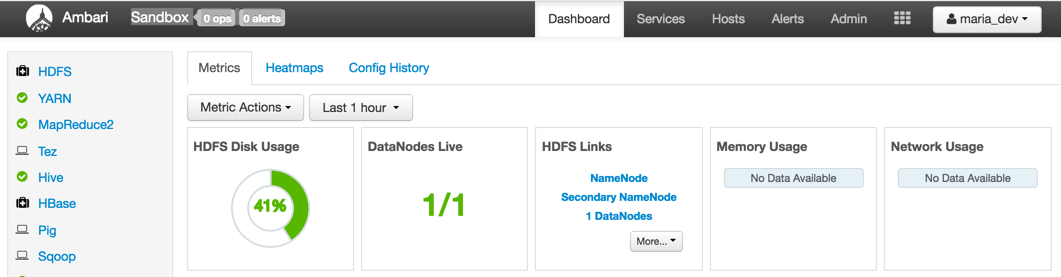 Ambari Sandbox 0 ops 0 alerts Dashboard Services Hosts Alerts Admin maria_dev
HDFS
YARN
MapReduce2
Tez
Hive
HBase
Pig
Sqoop
Metrics Heatmaps Config History
Metric Actions Last 1 hour
HDFS Disk Usage
41%
DataNodes Live
1/1
HDFS Links
NameNode
Secondary NameNode
1 DataNodes
More...
Memory Usage
No Data Available
Network Usage
No Data Available